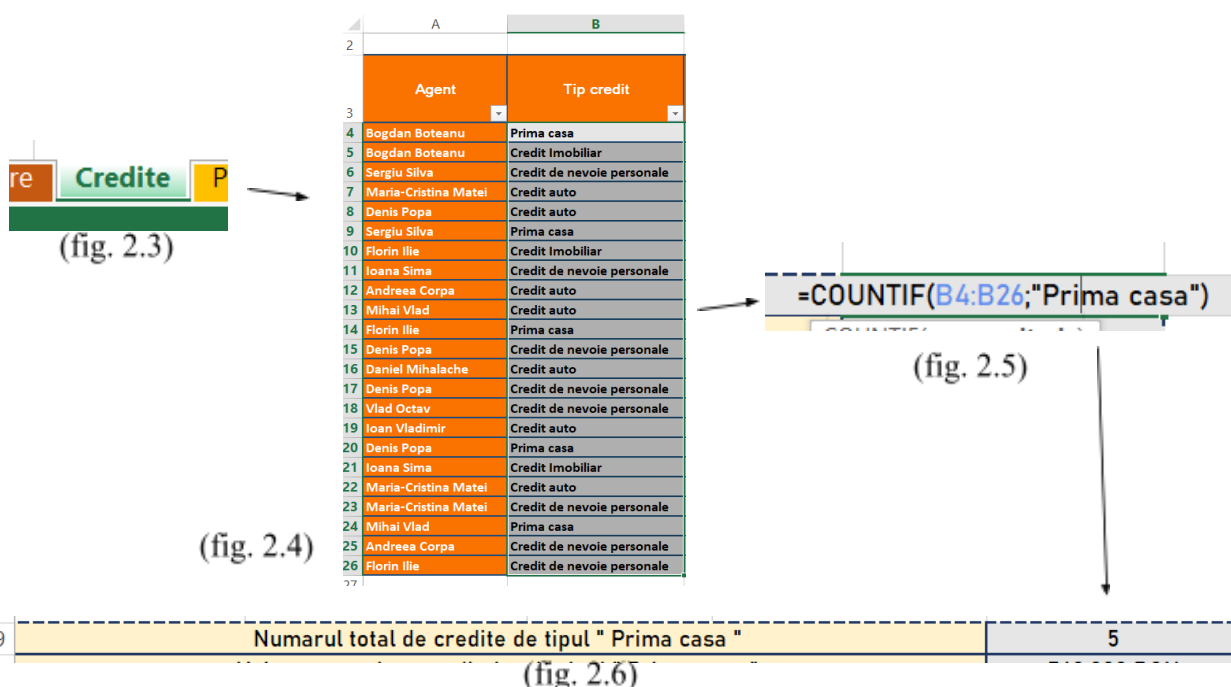 A B
2
3 Agent Tip credit
4 Bogdan Boteanu Prima casa
5 Bogdan Boteanu Credit Imobiliar
6 Sergiu Silva Credit de nevoie personale
7 Maria-Cristina Matei Credit auto
8 Denis Popa Credit auto
9 Sergiu Silva Prima casa
10 Florin Ilie Credit Imobiliar
11 Ioana Sima Credit de nevoie personale
12 Andreea Corpa Credit auto
13 Mihai Vlad Credit auto
14 Florin Ilie Prima casa
15 Denis Popa Credit de nevoie personale
16 Daniel Mihalache Credit auto
17 Denis Popa Credit de nevoie personale
18 Vlad Octav Credit de nevoie personale
19 Ioan Vladimir Credit auto
20 Denis Popa Prima casa
21 Ioana Sima Credit Imobiliar
22 Maria-Cristina Matei Credit auto
23 Maria-Cristina Matei Credit de nevoie personale
24 Mihai Vlad Prima casa
25 Andreea Corpa Credit de nevoie personale
26 Florin Ilie Credit de nevoie personale
27
re Credite P
(fig. 2.3)
(fig. 2.4)
=COUNTIF(B4:B26;"Prima casa")
(fig. 2.5)
9 Numarul total de credite de tipul " Prima casa " 5
(fig. 2.6)